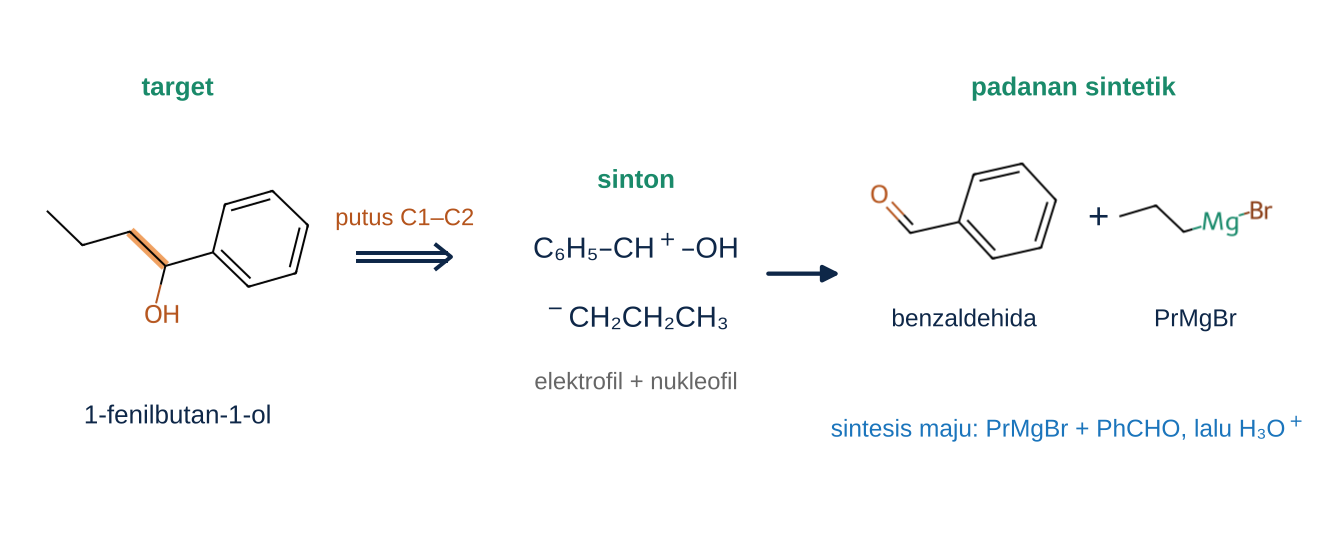 target
padanan sintetik
sinton
putus C1–C2
C₆H₅–CH⁺–OH
⁻CH₂CH₂CH₃
elektrofil + nukleofil
OH
1-fenilbutan-1-ol
O
+
Mg
Br
benzaldehida
PrMgBr
sintesis maju: PrMgBr + PhCHO, lalu H₃O⁺